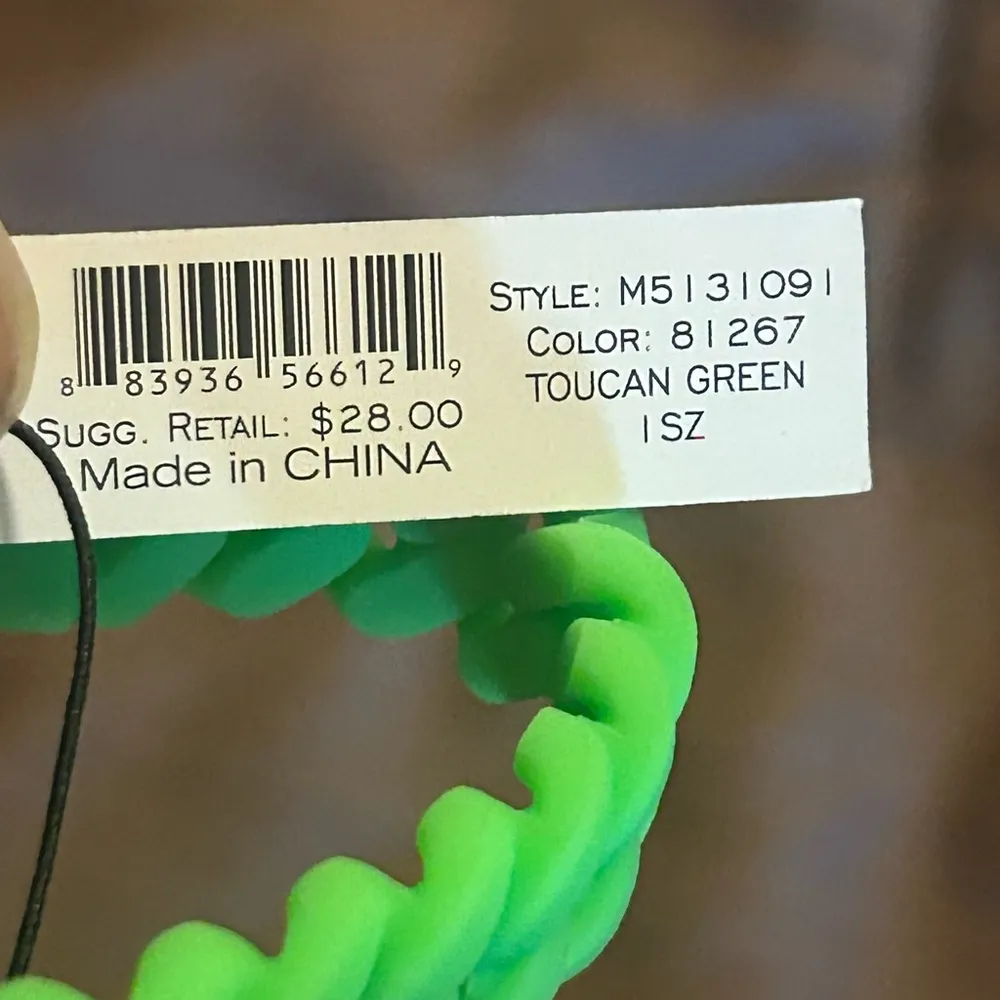 8 83936 56612 9
SUGG. RETAIL: $28.00
Made in CHINA
STYLE: M5131091
COLOR: 81267
TOUCAN GREEN
1SZ